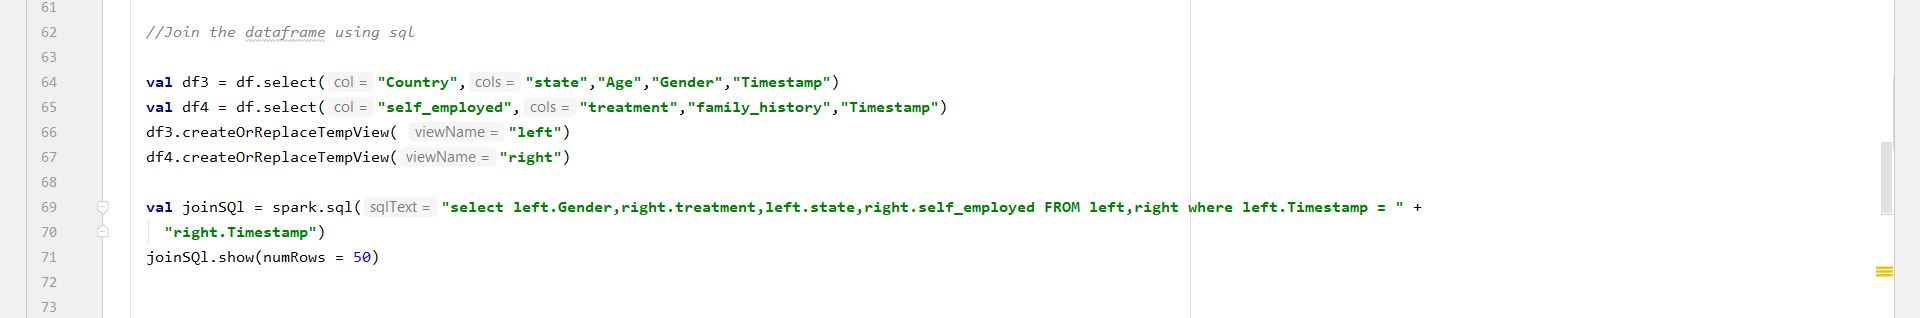 61
62 //Join the dataframe using sql
63
64 val df3 = df.select( col = "Country", cols = "state","Age","Gender","Timestamp")
65 val df4 = df.select( col = "self_employed", cols = "treatment","family_history","Timestamp")
66 df3.createOrReplaceTempView( viewName = "left")
67 df4.createOrReplaceTempView( viewName = "right")
68
69 val joinSQl = spark.sql( sqlText = "select left.Gender,right.treatment,left.state,right.self_employed FROM left,right where left.Timestamp = " +
70 "right.Timestamp")
71 joinSQl.show(numRows = 50)
72
73